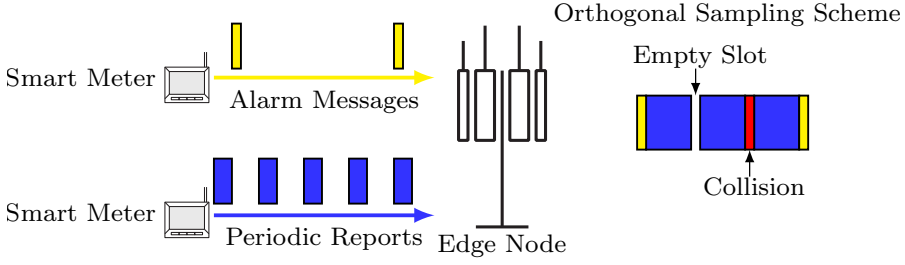 Orthogonal Sampling Scheme
Empty Slot
Smart Meter
Alarm Messages
Collision
Smart Meter
Periodic Reports
Edge Node